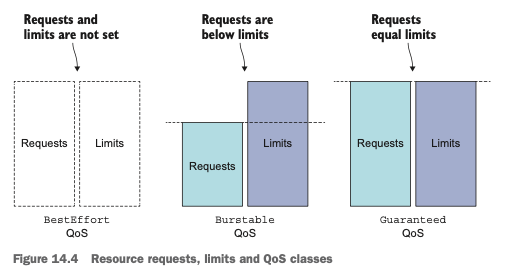 Requests and
limits are not set
Requests are
below limits
Requests
equal limits
Requests
Limits
Requests
Limits
Requests
Limits
BestEffort
QoS
Burstable
QoS
Guaranteed
QoS
Figure 14.4 Resource requests, limits and QoS classes